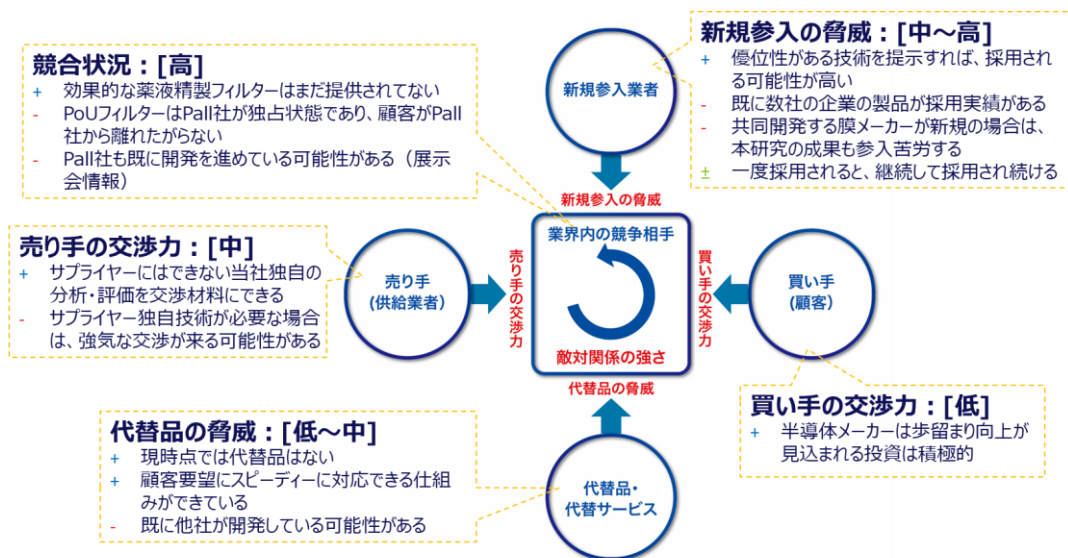 競合状況：[高]
+ 効果的な薬液精製フィルターはまだ提供されてない
- PoUフィルターはPall社が独占状態であり、顧客がPall
社から離れたがらない
- Pall社も既に開発を進めている可能性がある（展示
会情報）
新規参入業者
新規参入の脅威：[中～高]
+ 優位性がある技術を提示すれば、採用され
る可能性が高い
- 既に数社の企業の製品が採用実績がある
- 共同開発する膜メーカーが新規の場合は、
本研究の成果も参入苦労する
± 一度採用されると、継続して採用され続ける
新規参入の脅威
売り手の交渉力：[中]
+ サプライヤーにはできない当社独自の
分析・評価を交渉材料にできる
- サプライヤー独自技術が必要な場合
は、強気な交渉が来る可能性がある
売り手
(供給業者)
売り手の交渉力
業界内の競争相手
敵対関係の強さ
買い手の交渉力
買い手
(顧客)
代替品の脅威
代替品の脅威：[低～中]
+ 現時点では代替品はない
+ 顧客要望にスピーディーに対応できる仕組
みができている
- 既に他社が開発している可能性がある
代替品・
代替サービス
買い手の交渉力：[低]
+ 半導体メーカーは歩留まり向上が
見込まれる投資は積極的